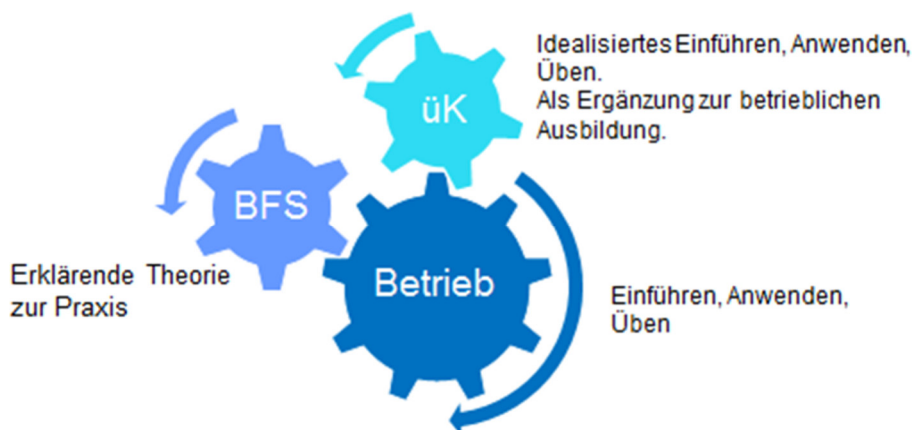 Idealisiertes Einführen, Anwenden,
Üben.
Als Ergänzung zur betrieblichen
Ausbildung.
üK
BFS
Erklärende Theorie
zur Praxis
Betrieb
Einführen, Anwenden,
Üben